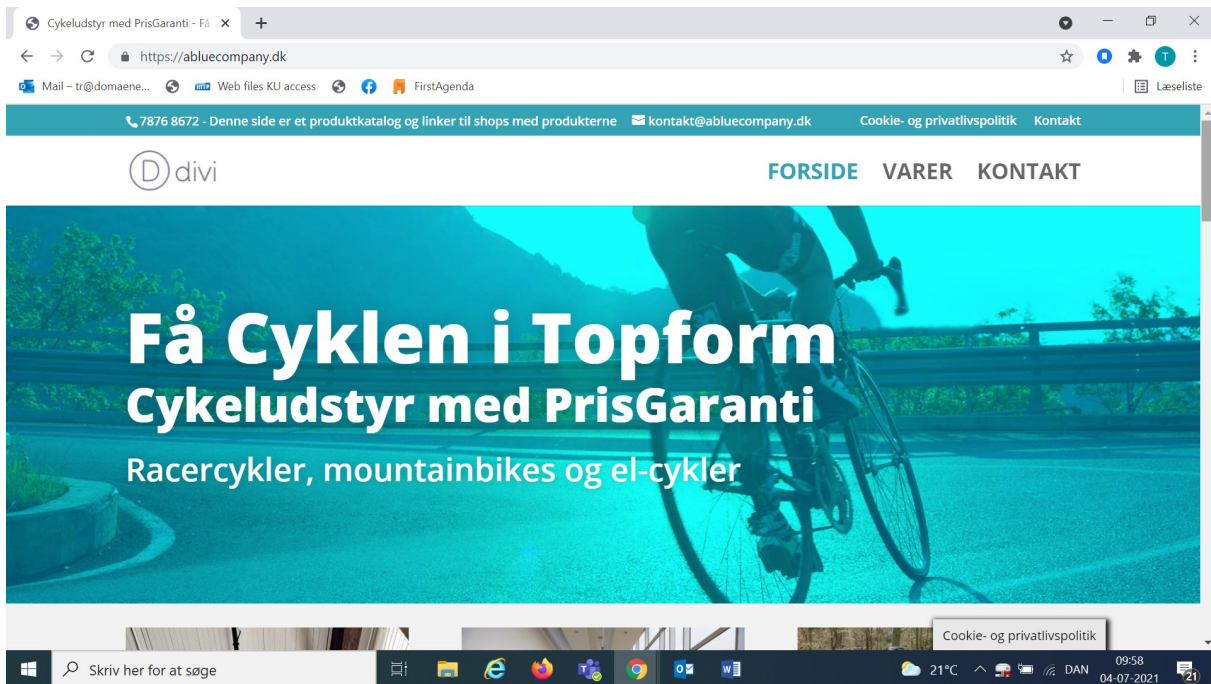 Cykeludstyr med PrisGaranti - Få
https://abluecompany.dk
T
Mail – tr@domaene... Web files KU access FirstAgenda Læseliste
7876 8672 - Denne side er et produktkatalog og linker til shops med produkterne kontakt@abluecompany.dk Cookie- og privatlivspolitik Kontakt
D divi FORSIDE VARER KONTAKT
Få Cyklen i Topform
Cykeludstyr med PrisGaranti
Racercykler, mountainbikes og el-cykler
Cookie- og privatlivspolitik
Skriv her for at søge 21°C DAN 09:58
04-07-2021 21